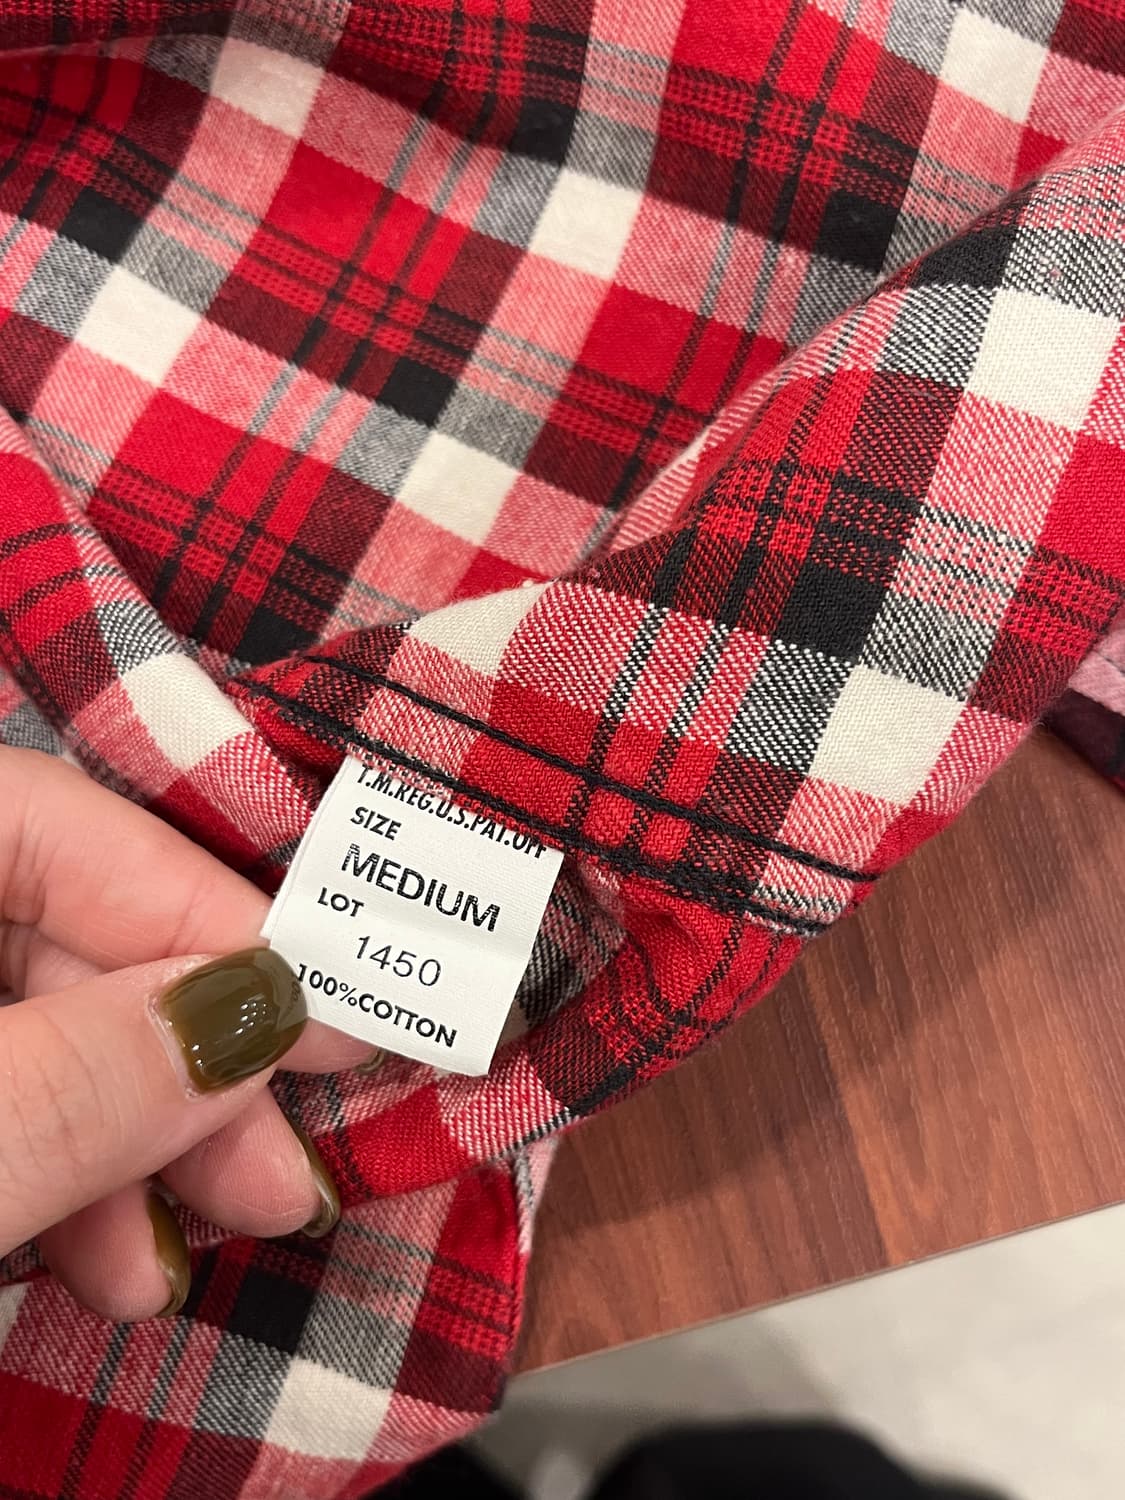 T.M.REG.U.S.PAT.OFF
SIZE
MEDIUM
LOT
1450
100%COTTON